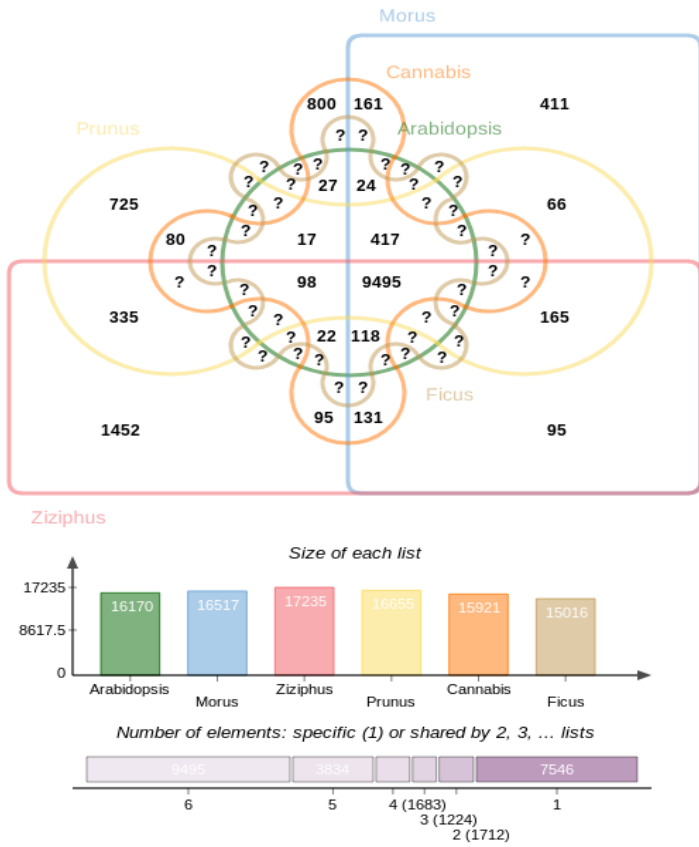 Morus
Cannabis
800 161 411
? ? Arabidopsis
Prunus
? ? ? ? ? ?
? ? 27 24 ? ?
725 ? ? 66
? ?
80 ? 17 417 ? ?
? ?
? ? 98 9495 ? ?
? ?
335 ? ? 165
? ? 22 118 ? ?
? ? ? ? ? ?
? ? Ficus
95 131
1452 95
Ziziphus
Size of each list
17235
8617.5
0
16170 16517 17235 16655 15921 15016
Arabidopsis Morus Ziziphus Prunus Cannabis Ficus
Number of elements: specific (1) or shared by 2, 3, ... lists
9495 3834 7546
6 5 4 (1683) 1
3 (1224)
2 (1712)